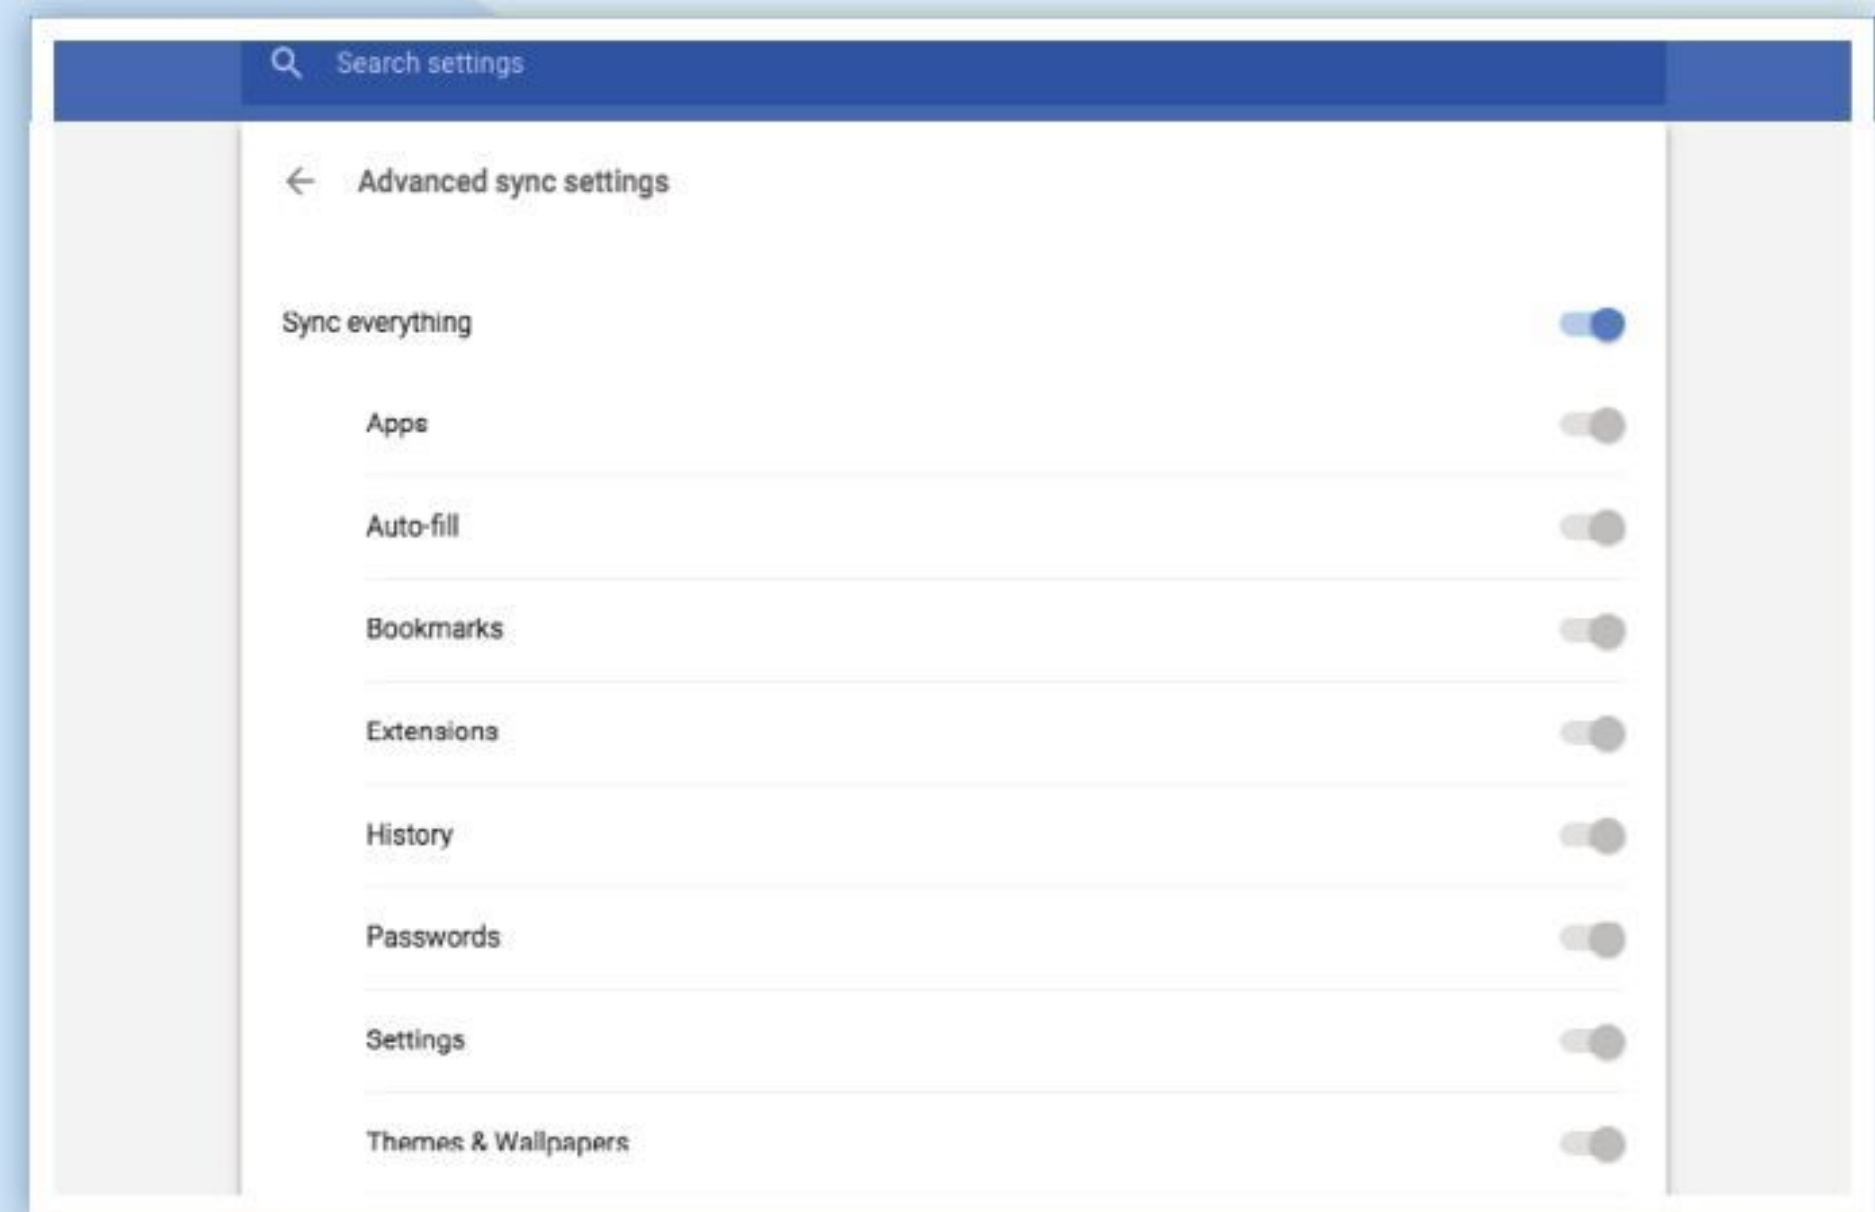 Search settings
Advanced sync settings
Sync everything
Apps
Auto-fill
Bookmarks
Extensions
History
Passwords
Settings
Themes & Wallpapers